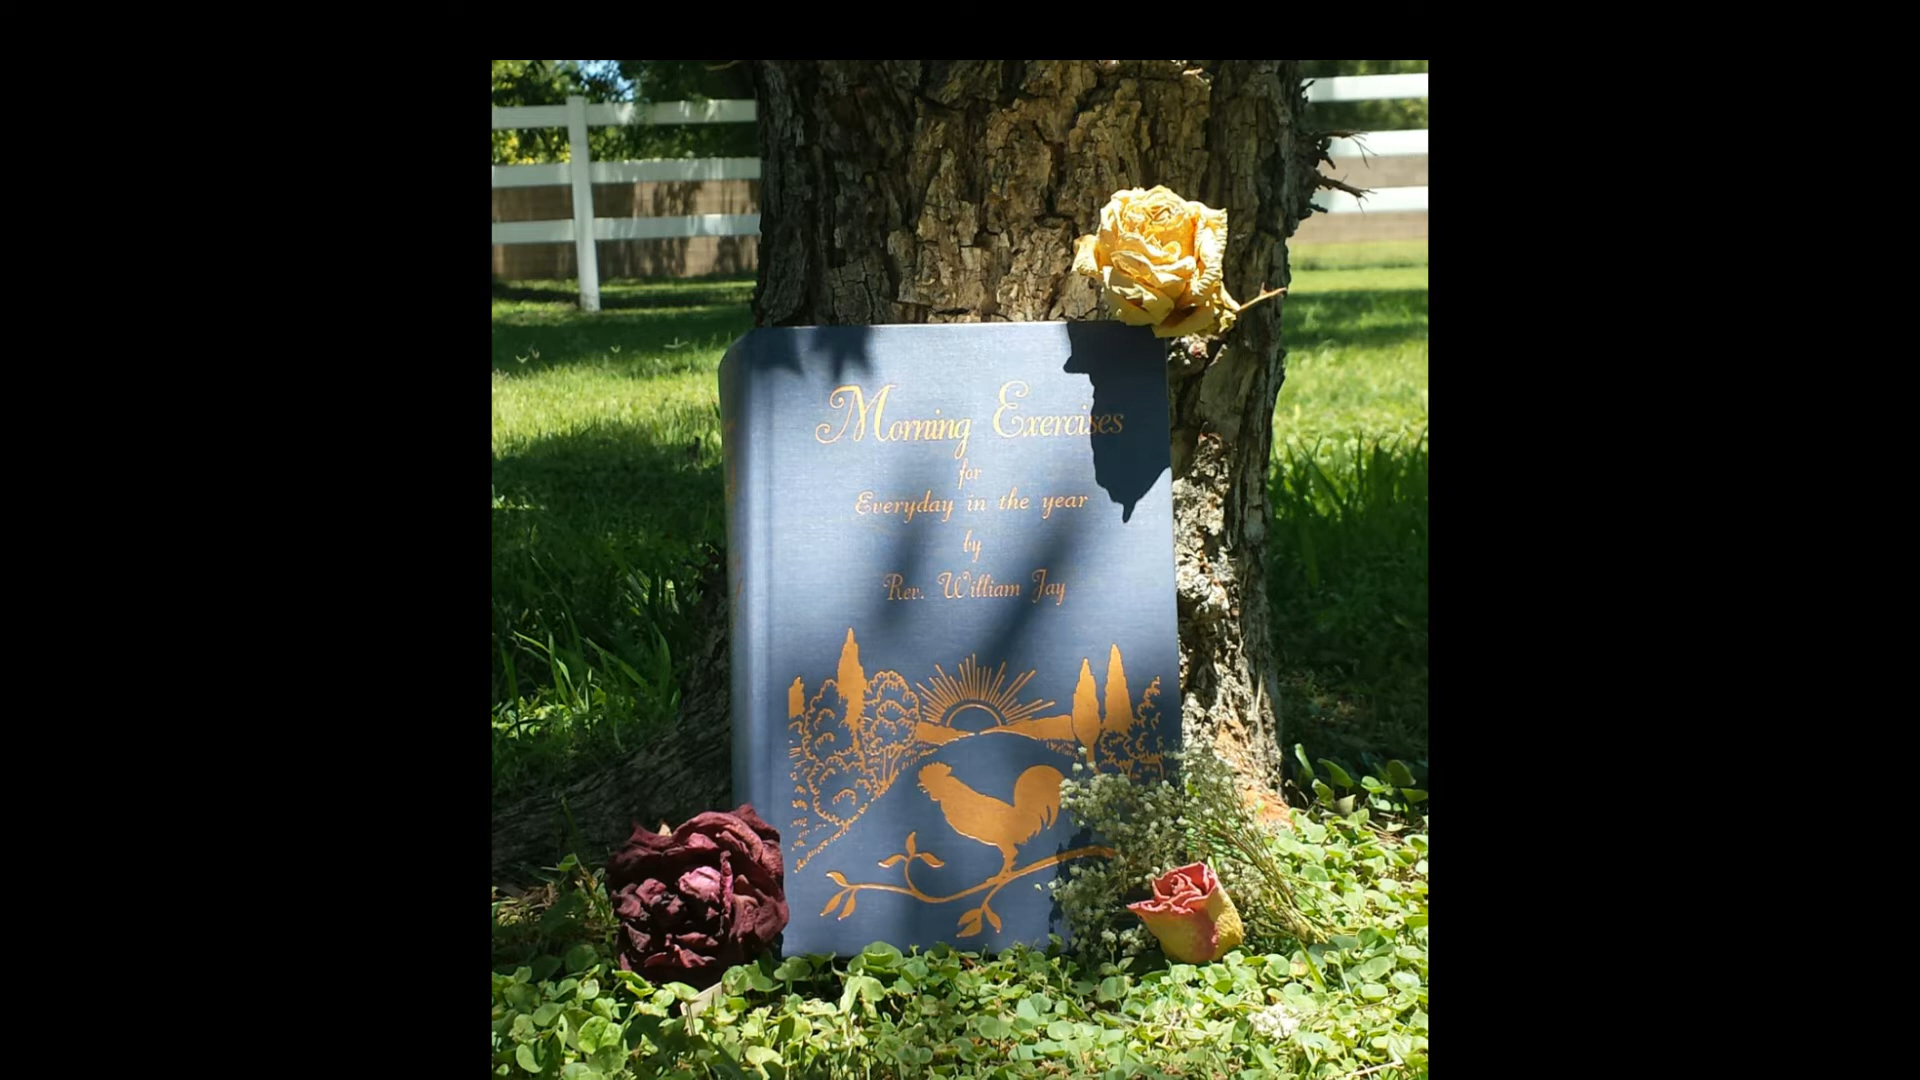 Morning Exercises
for
Everyday in the year
by
Rev. William Jay